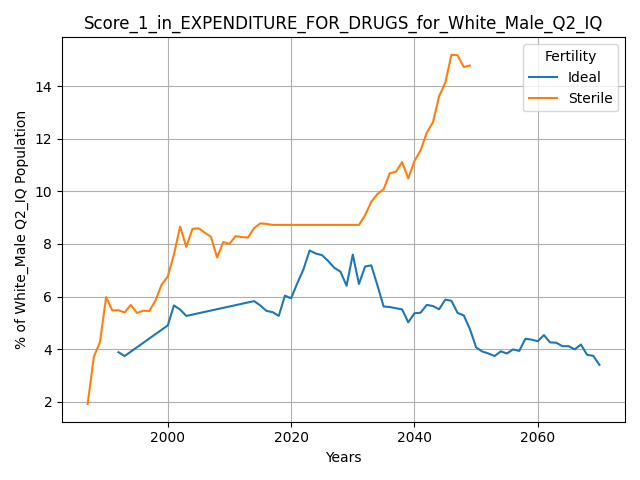 Score_1_in_EXPENDITURE_FOR_DRUGS_for_White_Male_Q2_IQ
Fertility
Ideal
Sterile
% of White_Male Q2_IQ Population
14
12
10
8
6
4
2
2000
2020
2040
2060
Years